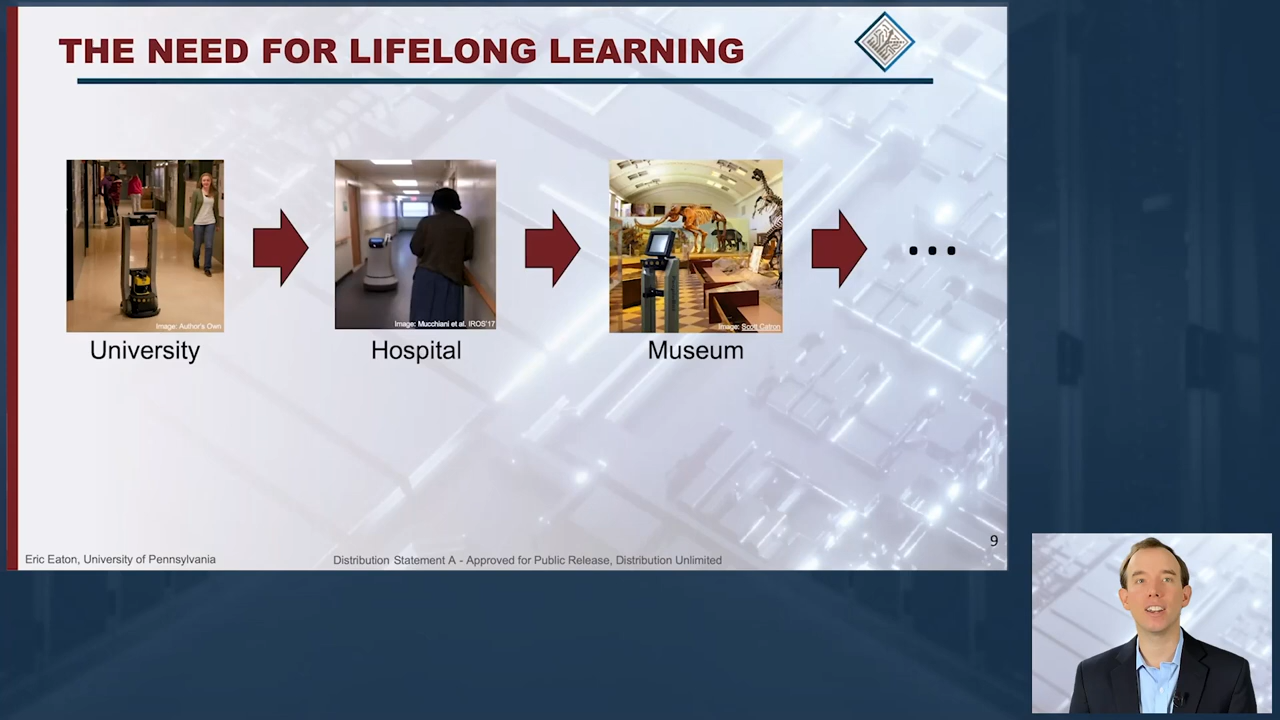 THE NEED FOR LIFELONG LEARNING
Image: Author's Own
Image: Mucchiani et al. IROS'17
Image: Scott Catron
University
Hospital
Museum
...
9
Eric Eaton, University of Pennsylvania
Distribution Statement A - Approved for Public Release, Distribution Unlimited